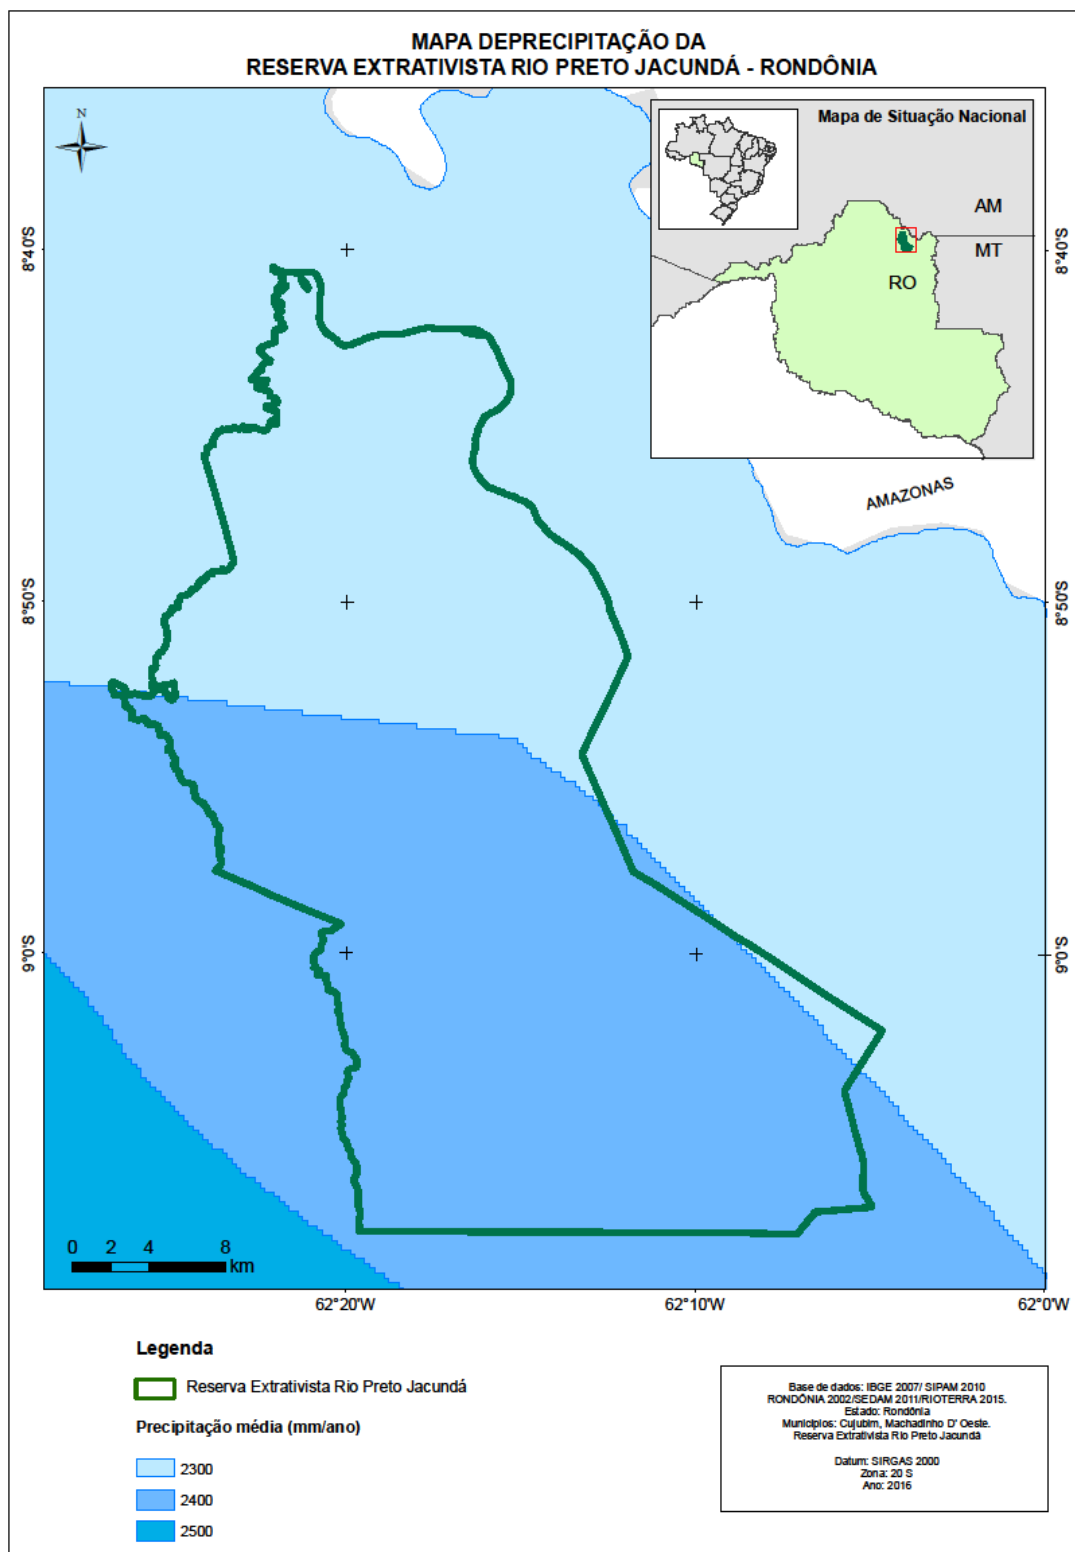 MAPA DEPRECIPITAÇÃO DA
RESERVA EXTRATIVISTA RIO PRETO JACUNDÁ - RONDÔNIA
N
Mapa de Situação Nacional
AM
MT
RO
AMAZONAS
8°40'S
8°40'S
8°50'S
8°50'S
9°0'S
9°0'S
0 2 4 8
km
62°20'W
62°10'W
62°0'W
Legenda
Reserva Extrativista Rio Preto Jacundá
Precipitação média (mm/ano)
2300
2400
2500
Base de dados: IBGE 2007/ SIPAM 2010
RONDÔNIA 2002/SEDAM 2011/RIOTERRA 2015.
Estado: Rondônia
Municípios: Cujubim, Machadinho D' Oeste.
Reserva Extrativista Rio Preto Jacundá
Datum: SIRGAS 2000
Zona: 20 S
Ano: 2016